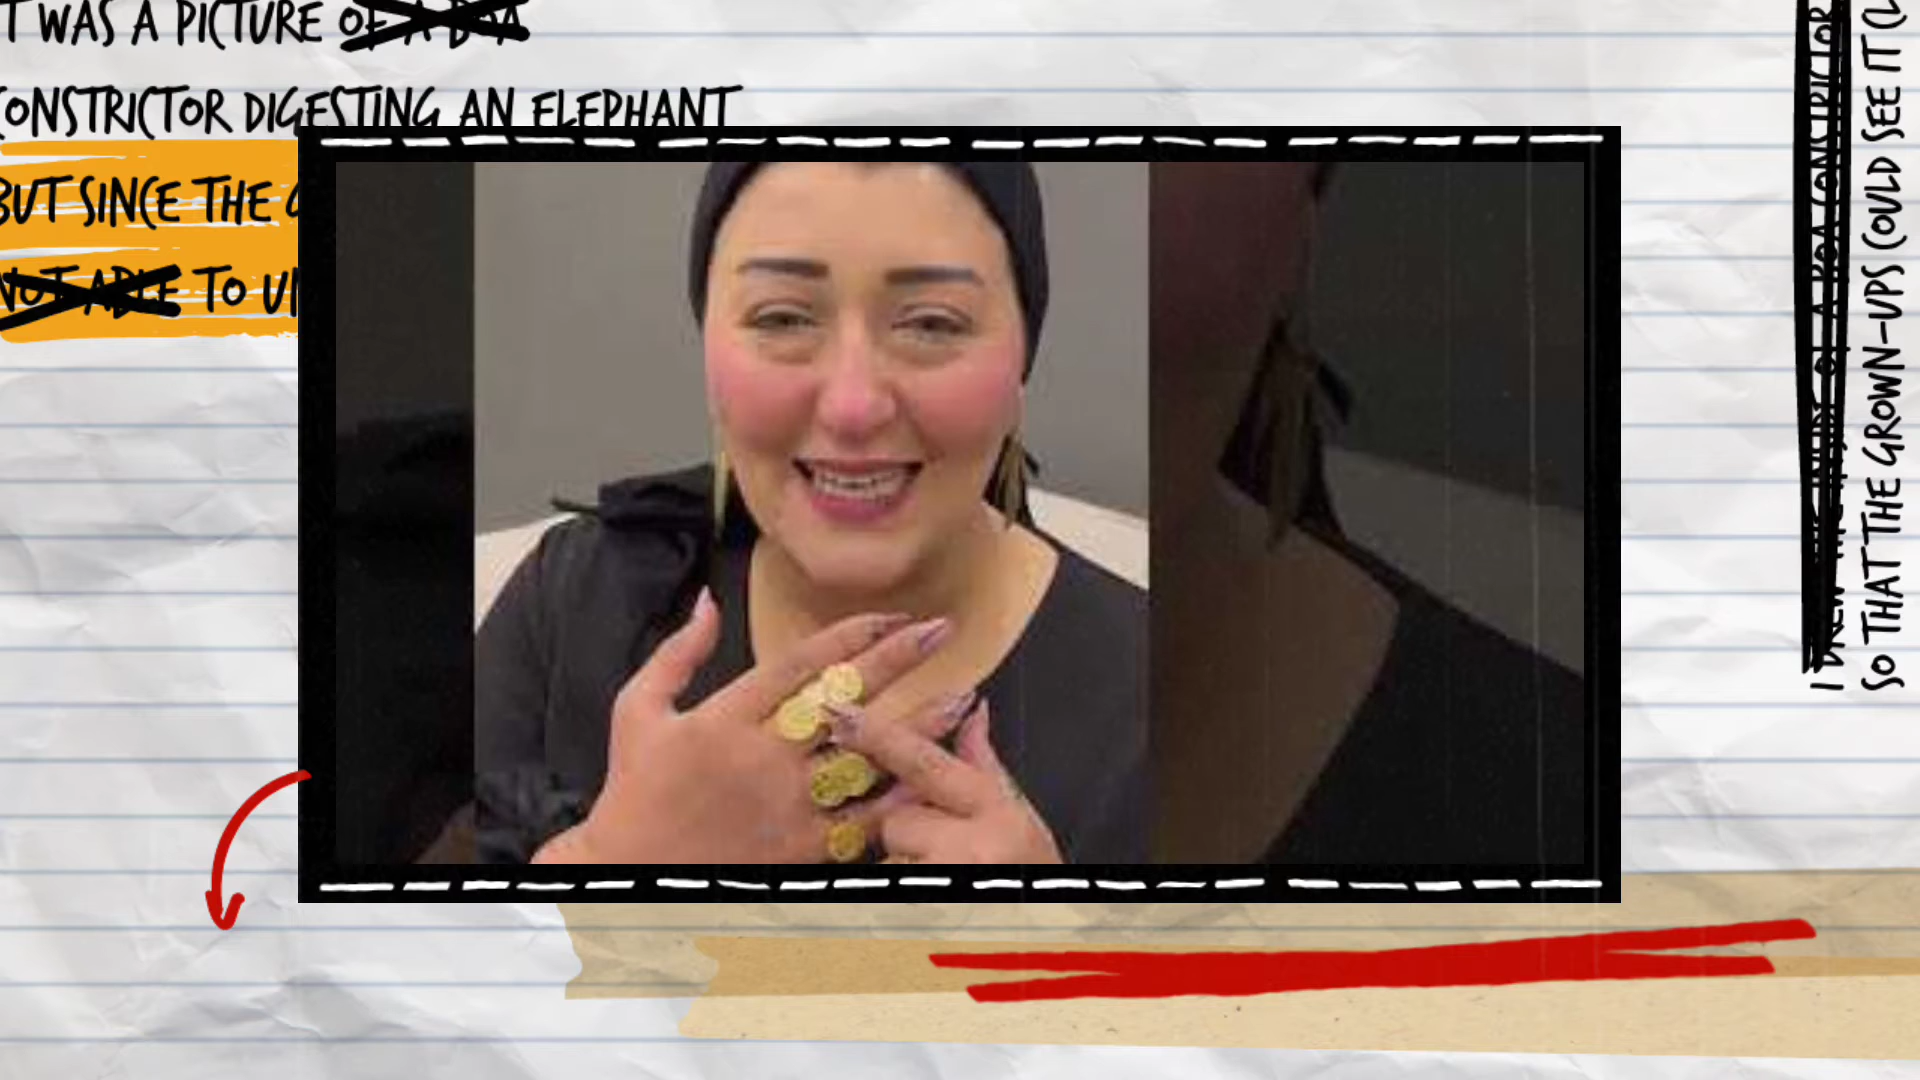 T WAS A PICTURE OF A BOA
CONSTRICTOR DIGESTING AN ELEPHANT
BUT SINCE THE
NOT ABLE TO
SO THAT THE GROWN-UPS COULD SEE IT